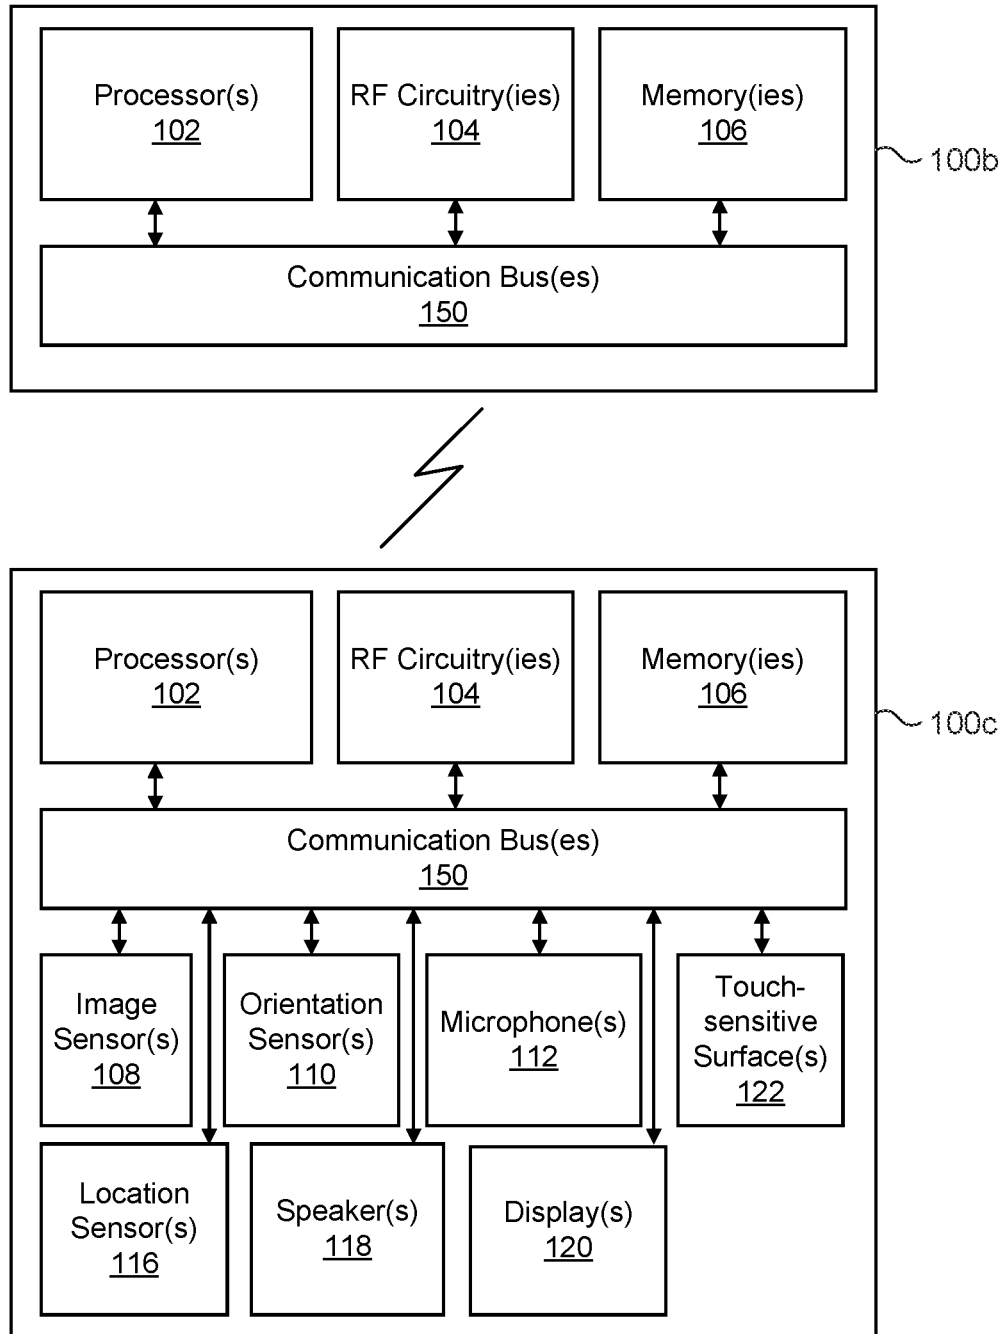 Processor(s)
102
RF Circuitry(ies)
104
Memory(ies)
106
100b
Communication Bus(es)
150
Processor(s)
102
RF Circuitry(ies)
104
Memory(ies)
106
100c
Communication Bus(es)
150
Image
Sensor(s)
108
Orientation
Sensor(s)
110
Microphone(s)
112
Touch-
sensitive
Surface(s)
122
Location
Sensor(s)
116
Speaker(s)
118
Display(s)
120